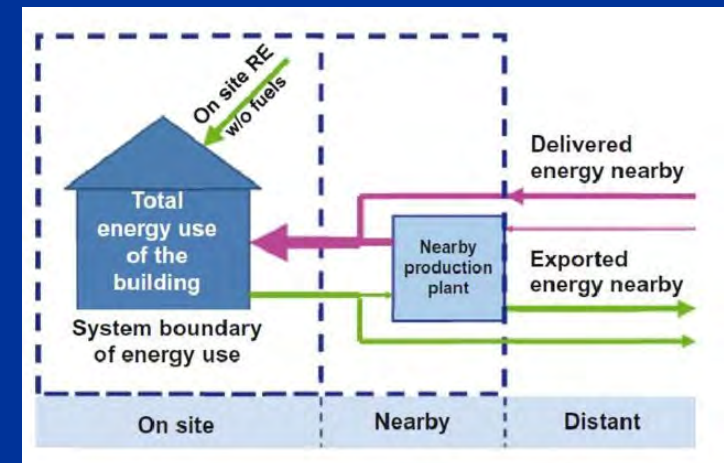 On site RE
w/o fuels
Total
energy use
of the
building
System boundary
of energy use
Nearby
production
plant
Delivered
energy nearby
Exported
energy nearby
On site
Nearby
Distant